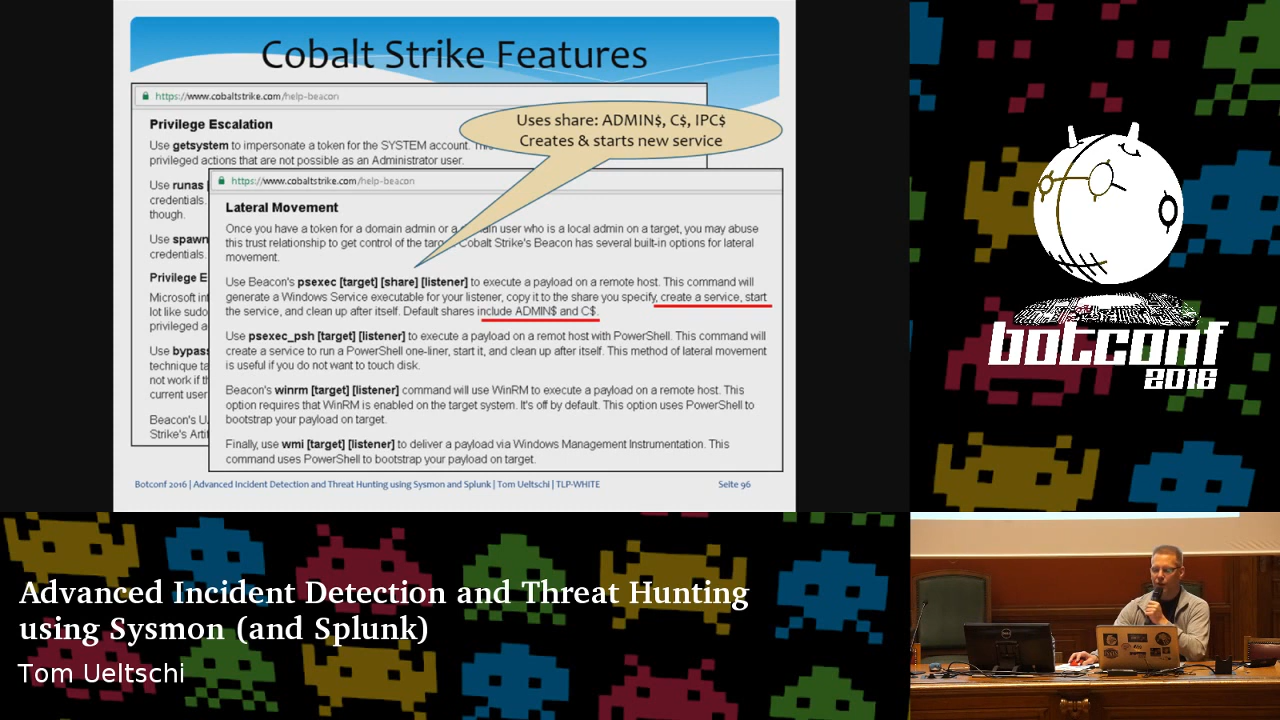 Cobalt Strike Features
https://www.cobaltstrike.com/help-beacon
Uses share: ADMIN$, C$, IPC$
Creates & starts new service
Privilege Escalation
Use getsystem to impersonate a token for the SYSTEM account.
privileged actions that are not possible as an Administrator user.
Use runas
credentials.
though.
Use spawn
credentials.
Privilege E
Microsoft
lot like sudo
privileged a
Use bypass
technique ta
not work if th
current user
Beacon's U
Strike's Arti
https://www.cobaltstrike.com/help-beacon
Lateral Movement
Once you have a token for a domain admin or a user who is a local admin on a target, you may abuse
this trust relationship to get control of the Cobalt Strike's Beacon has several built-in options for lateral
movement.
Use Beacon's psexec [target] [share] [listener] to execute a payload on a remote host. This command will
generate a Windows Service executable for your listener, copy it to the share you specify, create a service, start
the service, and clean up after itself. Default shares include ADMIN$ and C$.
Use psexec_psh [target] [listener] to execute a payload on a remot host with PowerShell. This command will
create a service to run a PowerShell one-liner, start it, and clean up after itself. This method of lateral movement
is useful if you do not want to touch disk.
Beacon's winrm [target] [listener] command will use WinRM to execute a payload on a remote host. This
option requires that WinRM is enabled on the target system. It's off by default. This option uses PowerShell to
bootstrap your payload on target.
Finally, use wmi [target] [listener] to deliver a payload via Windows Management Instrumentation. This
command uses PowerShell to bootstrap your payload on target.
Botconf 2016 | Advanced Incident Detection and Threat Hunting using Sysmon and Splunk | Tom Ueltschi | TLP-WHITE
Seite 96
botconf
2016
Advanced Incident Detection and Threat Hunting
using Sysmon (and Splunk)
Tom Ueltschi